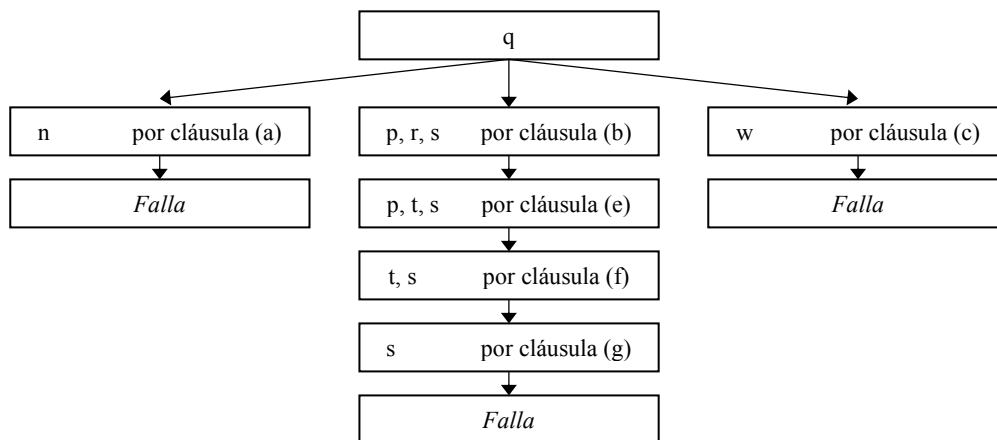 q
n por cláusula (a) p, r, s por cláusula (b) w por cláusula (c)
Falla p, t, s por cláusula (e) Falla
t, s por cláusula (f)
s por cláusula (g)
Falla